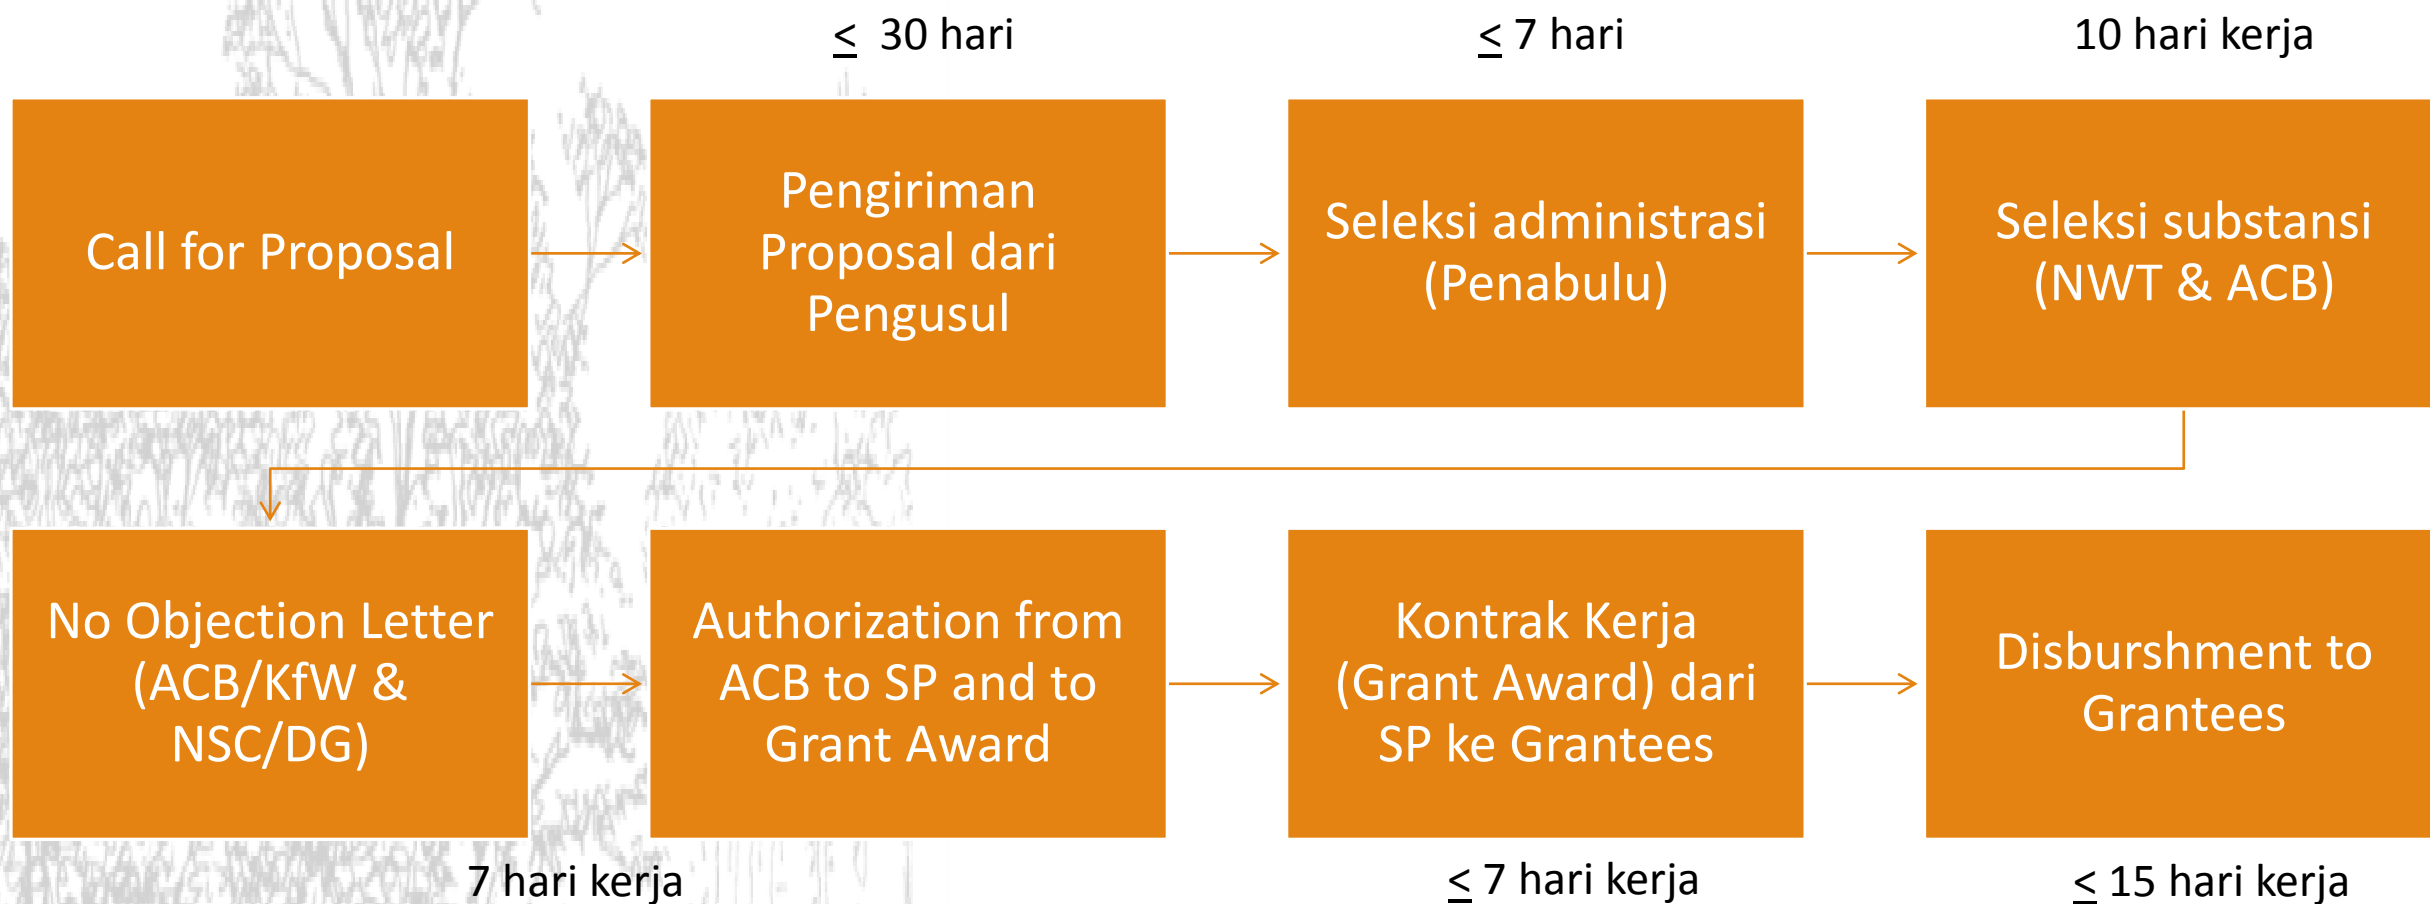 ≤ 30 hari
≤ 7 hari
10 hari kerja
Call for Proposal
Pengiriman
Proposal dari
Pengusul
Seleksi administrasi
(Penabulu)
Seleksi substansi
(NWT & ACB)
No Objection Letter
(ACB/KfW &
NSC/DG)
Authorization from
ACB to SP and to
Grant Award
Kontrak Kerja
(Grant Award) dari
SP ke Grantees
Disburshment to
Grantees
7 hari kerja
≤ 7 hari kerja
≤ 15 hari kerja